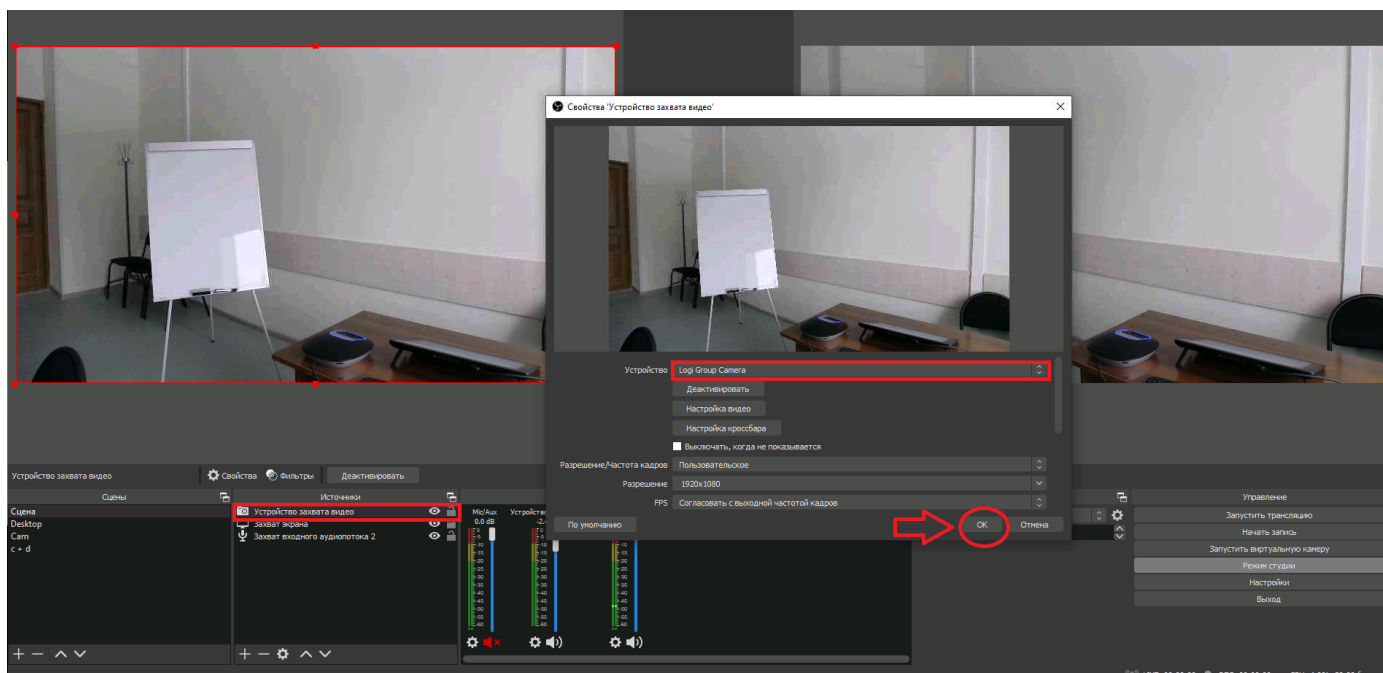 Свойства 'Устройство захвата видео'
Устройство
Logi Group Camera
Деактивировать
Настройка видео
Настройка кроссбара
Выключать, когда не показывается
Разрешение/Частота кадров
Пользовательское
Разрешение
1920x1080
FPS
Согласовать с выходной частотой кадров
По умолчанию
ОК
Отмена
Устройство захвата видео
Свойства
Фильтры
Деактивировать
Сцены
Сцена
Desktop
Cam
c + d
Источники
Устройство захвата видео
Захват экрана
Захват входного аудиопотока 2
Mic/Aux
0.0 dB
Управление
Запустить трансляцию
Начать запись
Запустить виртуальную камеру
Режим студии
Настройки
Выход